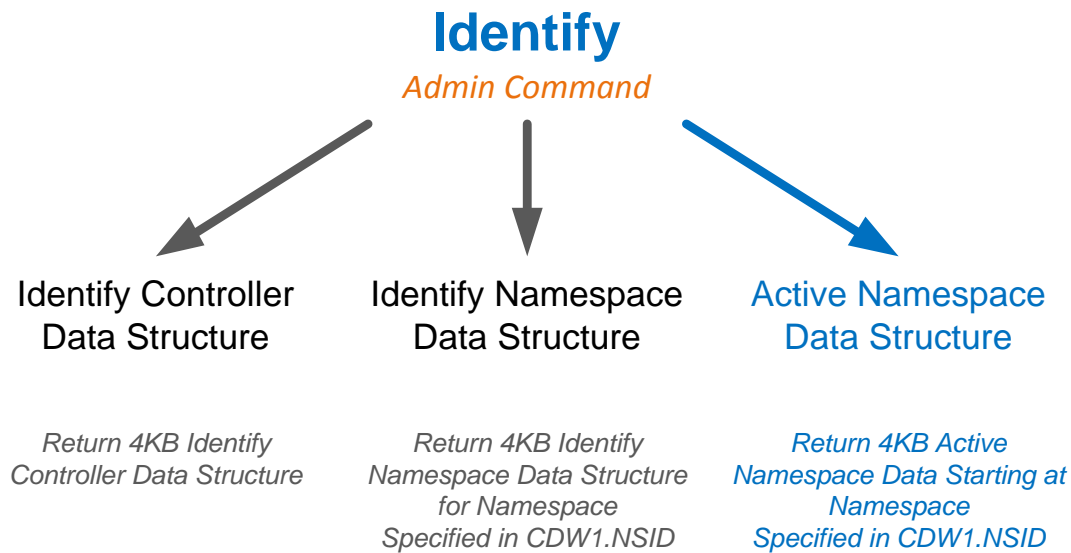 Identify
Admin Command
Identify Controller
Data Structure
Identify Namespace
Data Structure
Active Namespace
Data Structure
Return 4KB Identify
Controller Data Structure
Return 4KB Identify
Namespace Data Structure
for Namespace
Specified in CDW1.NSID
Return 4KB Active
Namespace Data Starting at
Namespace
Specified in CDW1.NSID